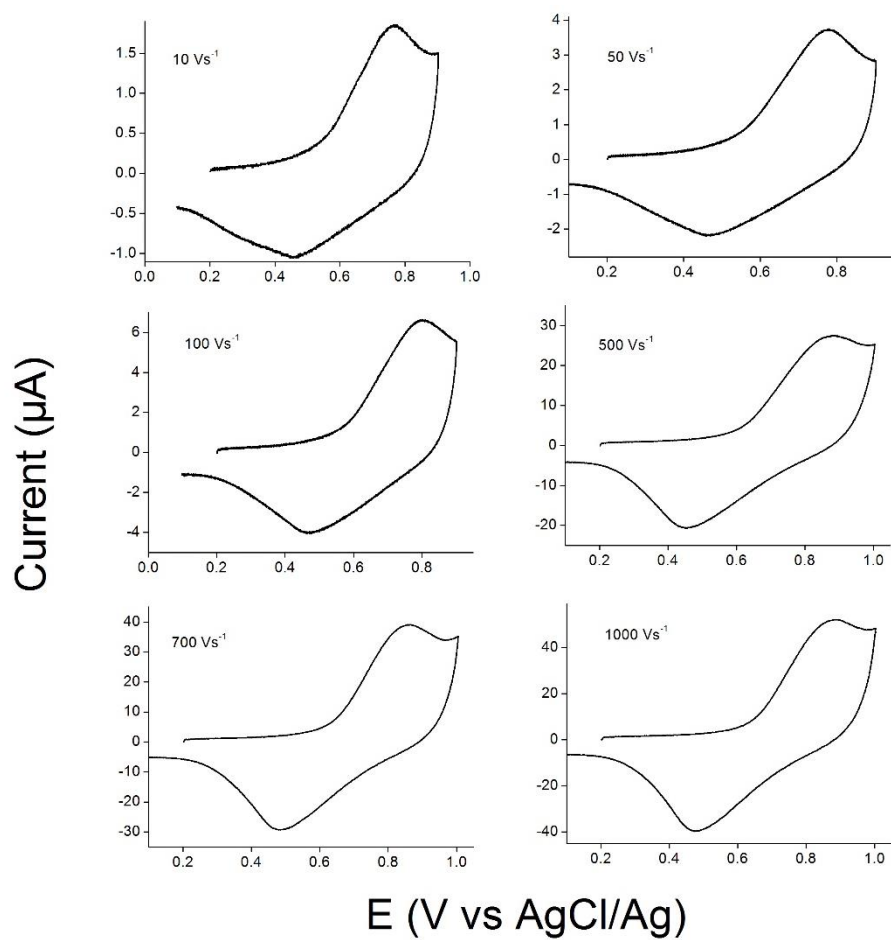 10 Vs⁻¹
1.5
1.0
0.5
0.0
-0.5
-1.0
0.0 0.2 0.4 0.6 0.8 1.0
50 Vs⁻¹
4
3
2
1
0
-1
-2
0.2 0.4 0.6 0.8
100 Vs⁻¹
6
4
2
0
-2
-4
0.0 0.2 0.4 0.6 0.8
500 Vs⁻¹
30
20
10
0
-10
-20
0.2 0.4 0.6 0.8 1.0
700 Vs⁻¹
40
30
20
10
0
-10
-20
-30
0.2 0.4 0.6 0.8 1.0
1000 Vs⁻¹
40
20
0
-20
-40
0.2 0.4 0.6 0.8 1.0
Current (μA)
E (V vs AgCl/Ag)